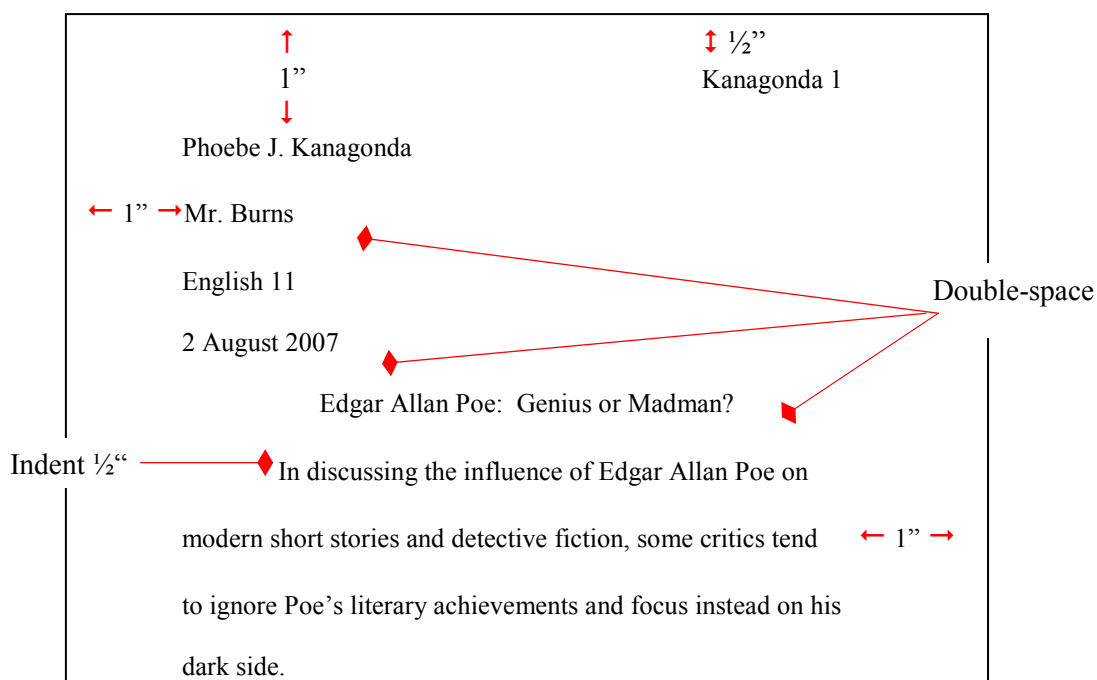 ½”
1”
Kanagonda 1
Phoebe J. Kanagonda
1” Mr. Burns
English 11
Double-space
2 August 2007
Edgar Allan Poe:  Genius or Madman?
Indent ½“
In discussing the influence of Edgar Allan Poe on
modern short stories and detective fiction, some critics tend
1”
to ignore Poe’s literary achievements and focus instead on his
dark side.